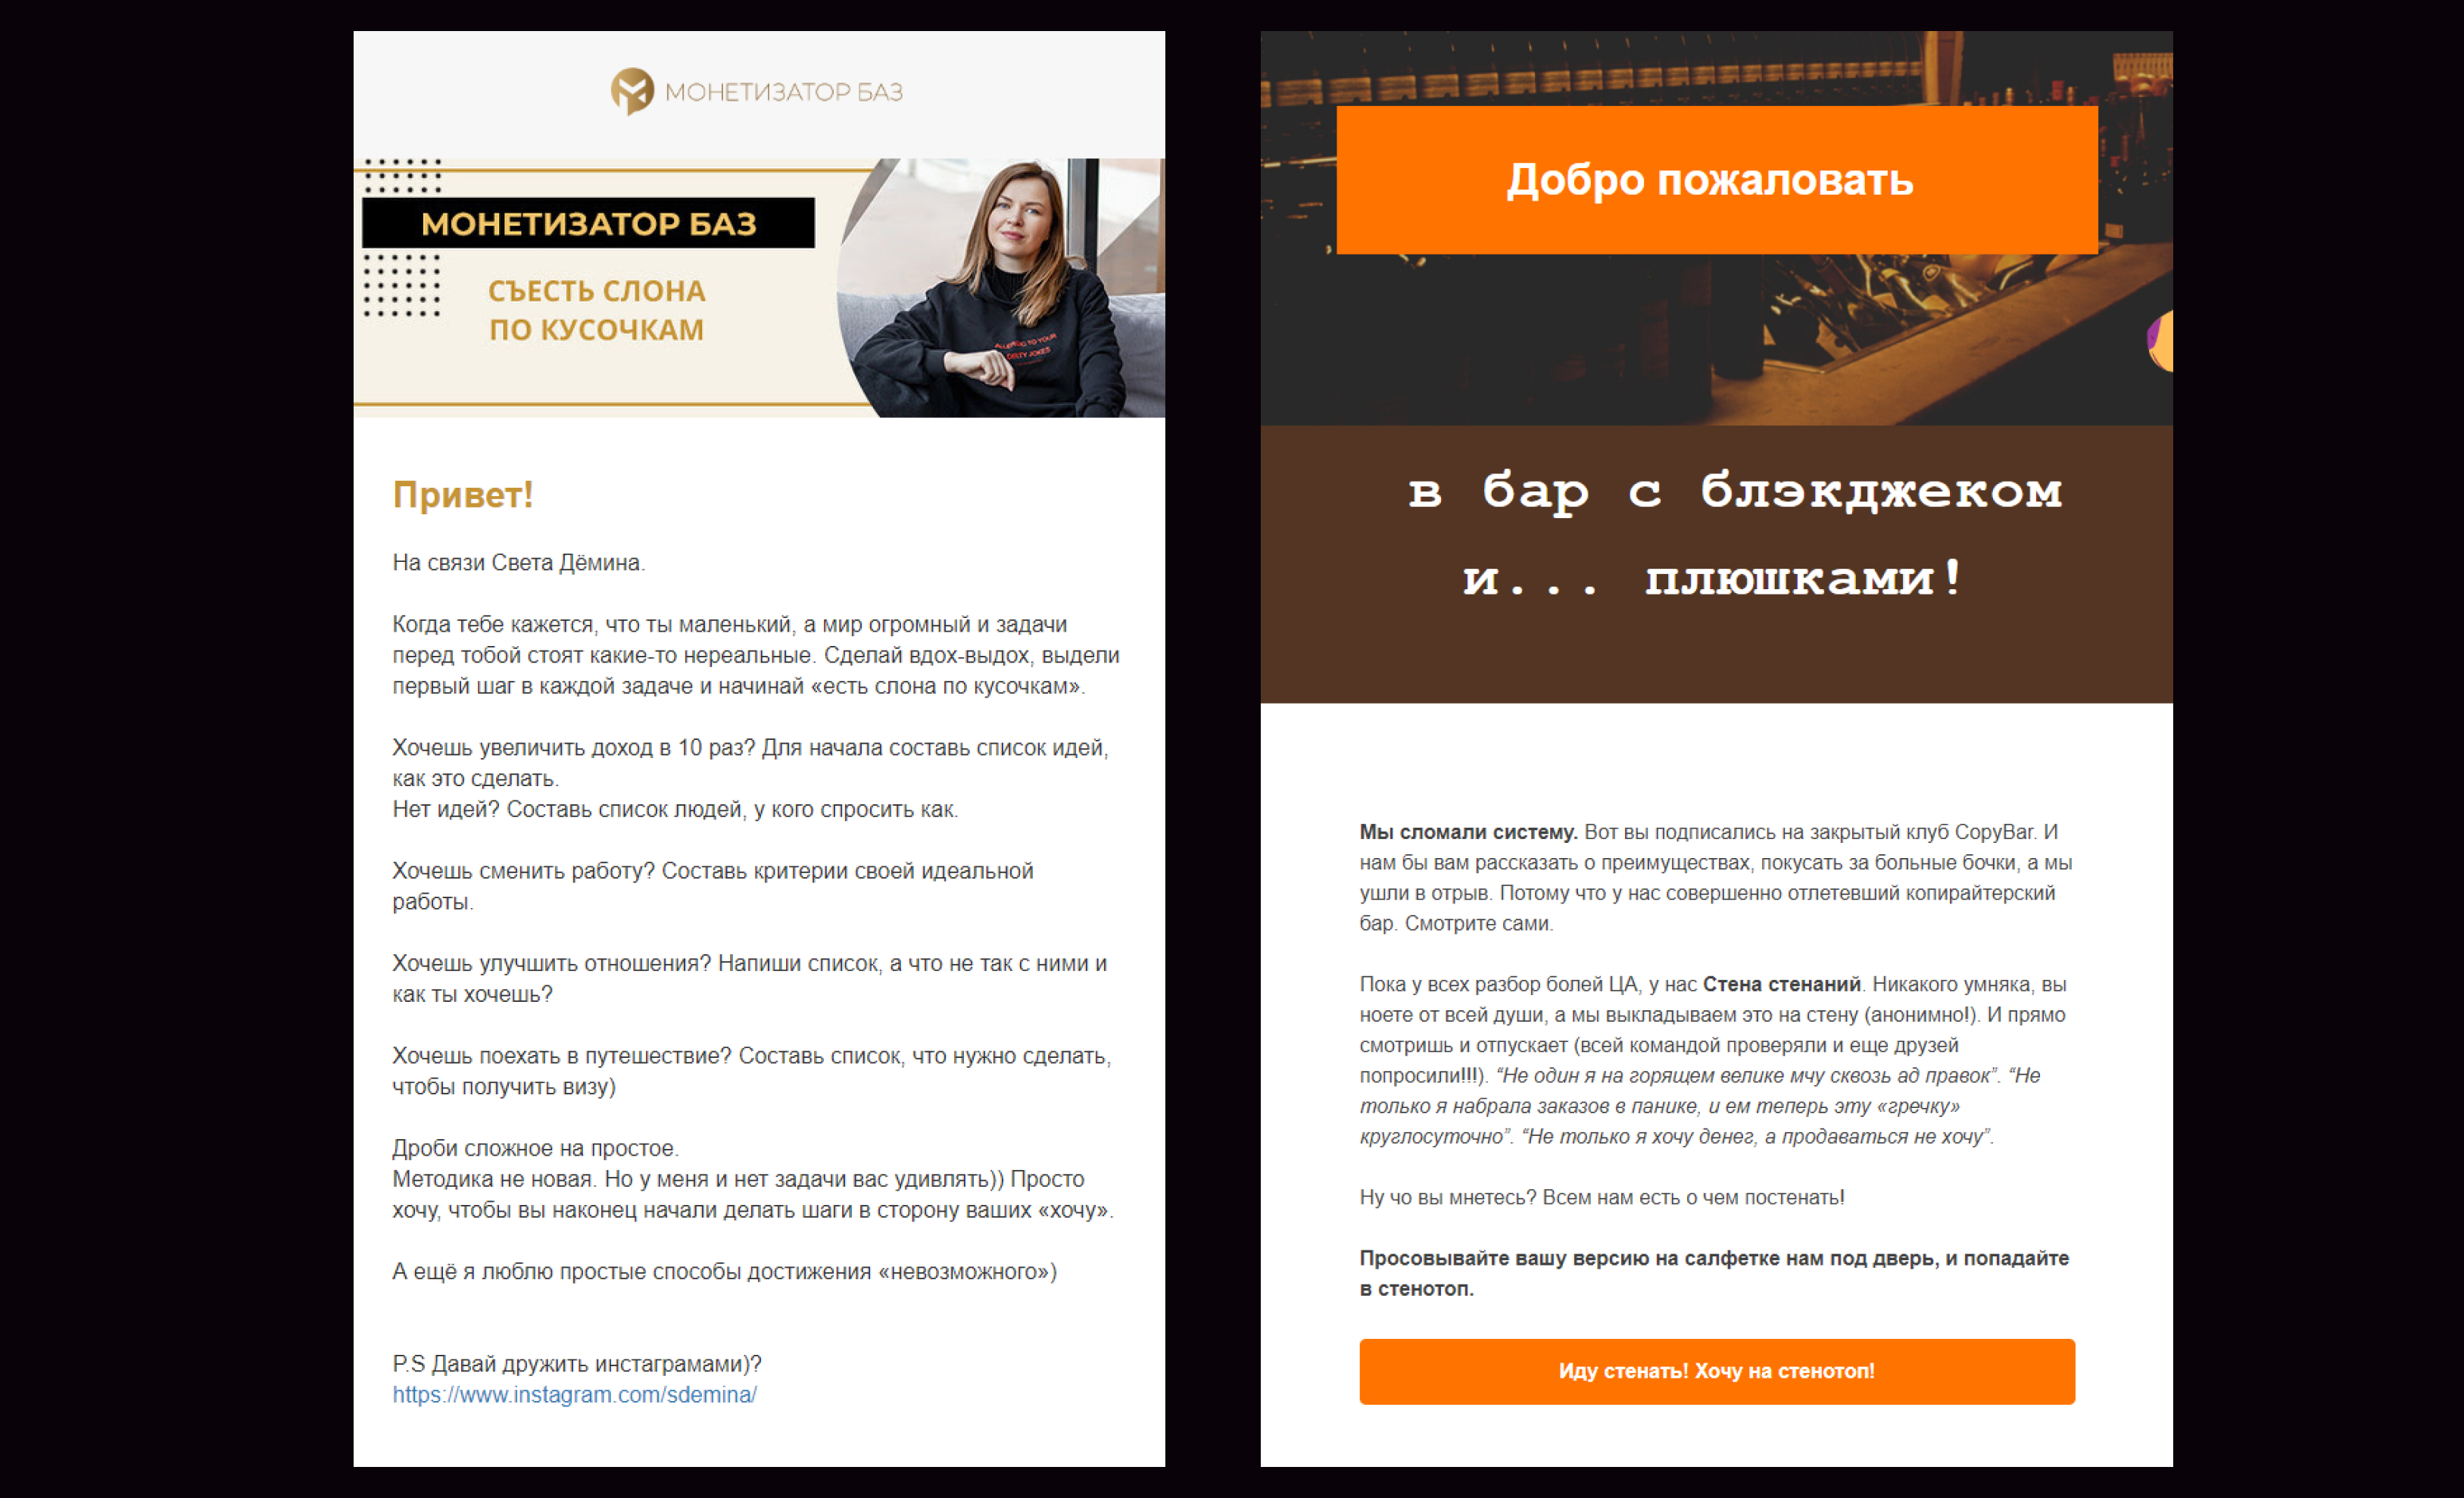 МОНЕТИЗАТОР БАЗ
МОНЕТИЗАТОР БАЗ
СЪЕСТЬ СЛОНА
ПО КУСОЧКАМ
Привет!
На связи Света Дёмина.
Когда тебе кажется, что ты маленький, а мир огромный и задачи
перед тобой стоят какие-то нереальные. Сделай вдох-выдох, выдели
первый шаг в каждой задаче и начинай «есть слона по кусочкам».
Хочешь увеличить доход в 10 раз? Для начала составь список идей,
как это сделать.
Нет идей? Составь список людей, у кого спросить как.
Хочешь сменить работу? Составь критерии своей идеальной
работы.
Хочешь улучшить отношения? Напиши список, а что не так с ними и
как ты хочешь?
Хочешь поехать в путешествие? Составь список, что нужно сделать,
чтобы получить визу)
Дроби сложное на простое.
Методика не новая. Но у меня и нет задачи вас удивлять)) Просто
хочу, чтобы вы наконец начали делать шаги в сторону ваших «хочу».
А ещё я люблю простые способы достижения «невозможного»)
P.S Давай дружить инстаграмами)?
https://www.instagram.com/sdemina/
Добро пожаловать
в бар с блэкджеком
и... плюшками!
Мы сломали систему. Вот вы подписались на закрытый клуб CopyBar. И
нам бы вам рассказать о преимуществах, покусать за больные бочки, а мы
ушли в отрыв. Потому что у нас совершенно отлетевший копирайтерский
бар. Смотрите сами.
Пока у всех разбор болей ЦА, у нас Стена стенаний. Никакого умняка, вы
ноете от всей души, а мы выкладываем это на стену (анонимно!). И прямо
смотришь и отпускает (всей командой проверяли и еще друзей
попросили!!!). “Не один я на горящем велике мчу сквозь ад правок”. “Не
только я набрала заказов в панике, и ем теперь эту «гречку»
круглосуточно”. “Не только я хочу денег, а продаваться не хочу”.
Ну чо вы мнетесь? Всем нам есть о чем постенать!
Просовывайте вашу версию на салфетке нам под дверь, и попадайте
в стенотоп.
Иду стенать! Хочу на стенотоп!